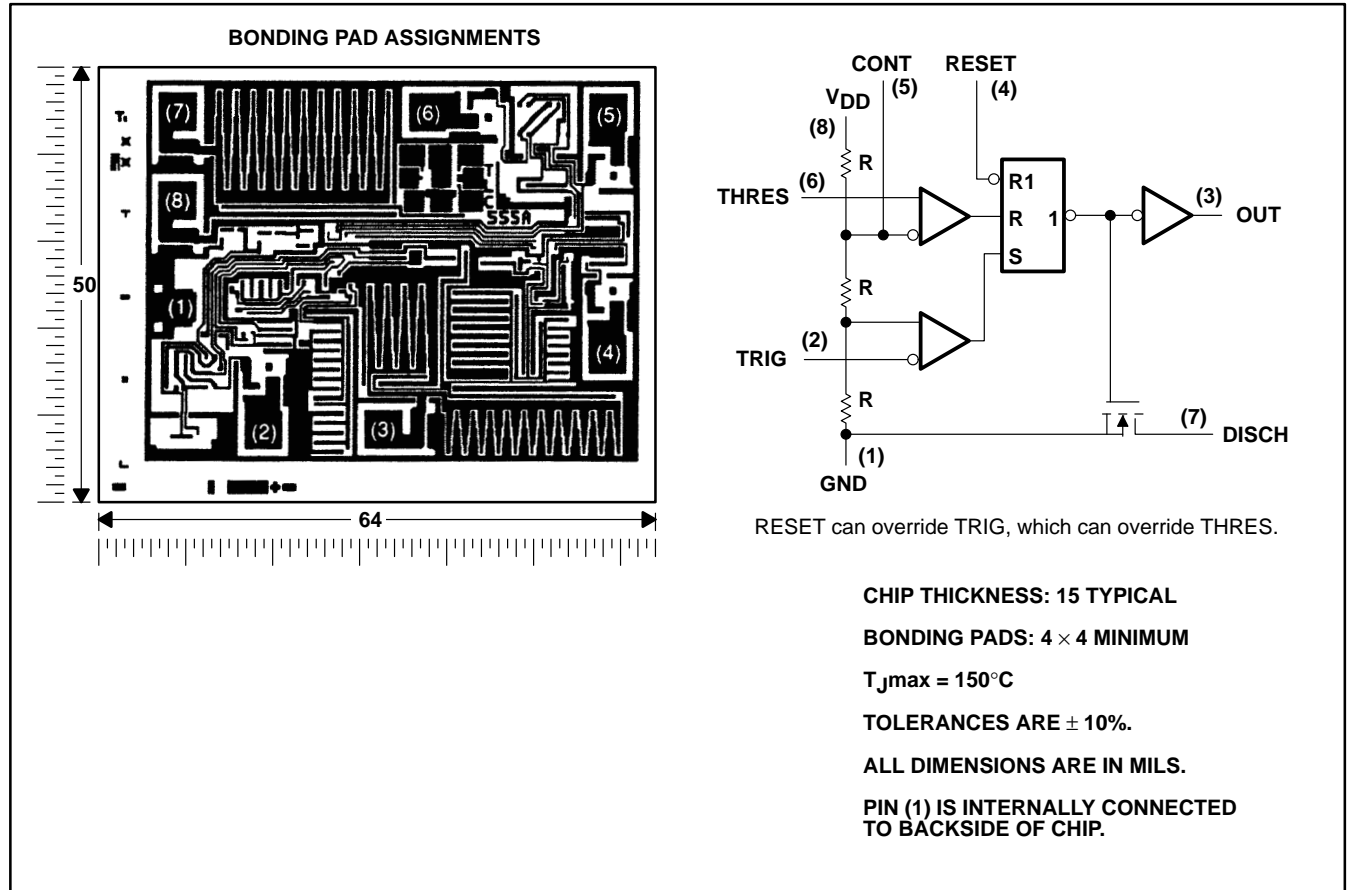 BONDING PAD ASSIGNMENTS
(7)
(6)
(5)
(8)
T
C
555A
(1)
(4)
(2)
(3)
50
64
CONT
(5)
RESET
(4)
VDD
(8)
R
THRES
(6)
R1
R
1
S
(3)
OUT
R
TRIG
(2)
R
(7)
DISCH
(1)
GND
RESET can override TRIG, which can override THRES.
CHIP THICKNESS: 15 TYPICAL
BONDING PADS: 4 × 4 MINIMUM
TJmax = 150°C
TOLERANCES ARE ± 10%.
ALL DIMENSIONS ARE IN MILS.
PIN (1) IS INTERNALLY CONNECTED
TO BACKSIDE OF CHIP.